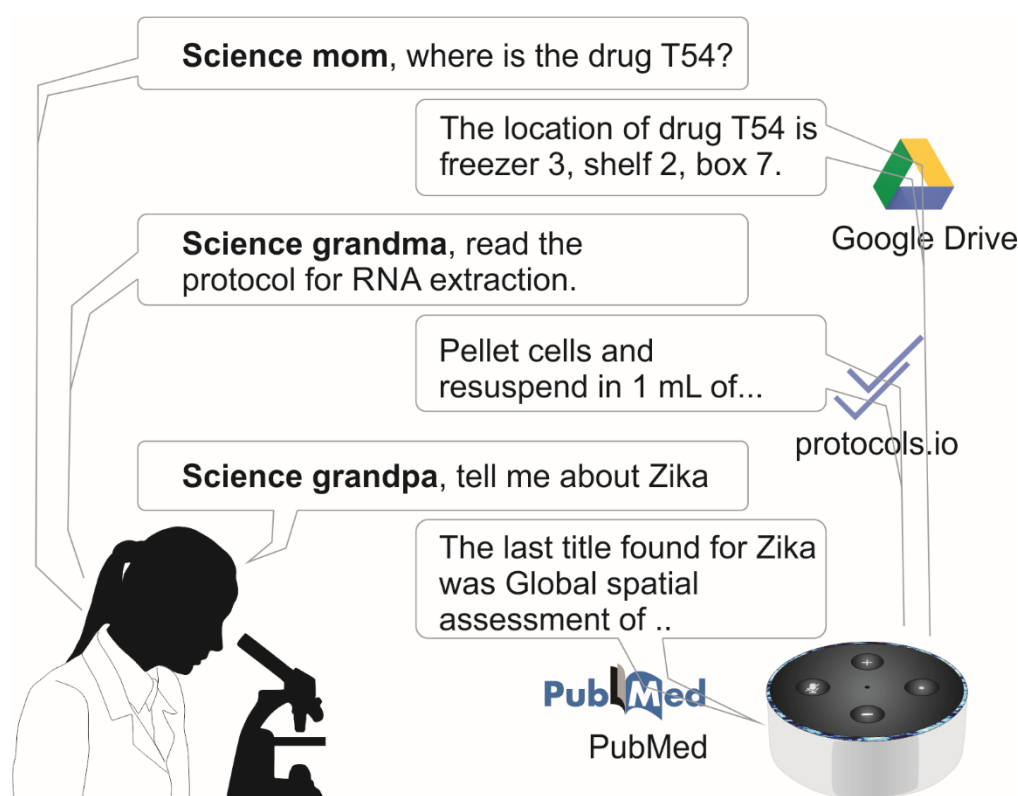 Science mom, where is the drug T54?
The location of drug T54 is
freezer 3, shelf 2, box 7.
Google Drive
Science grandma, read the
protocol for RNA extraction.
Pellet cells and
resuspend in 1 mL of...
protocols.io
Science grandpa, tell me about Zika
The last title found for Zika
was Global spatial
assessment of ..
PubMed
PubMed